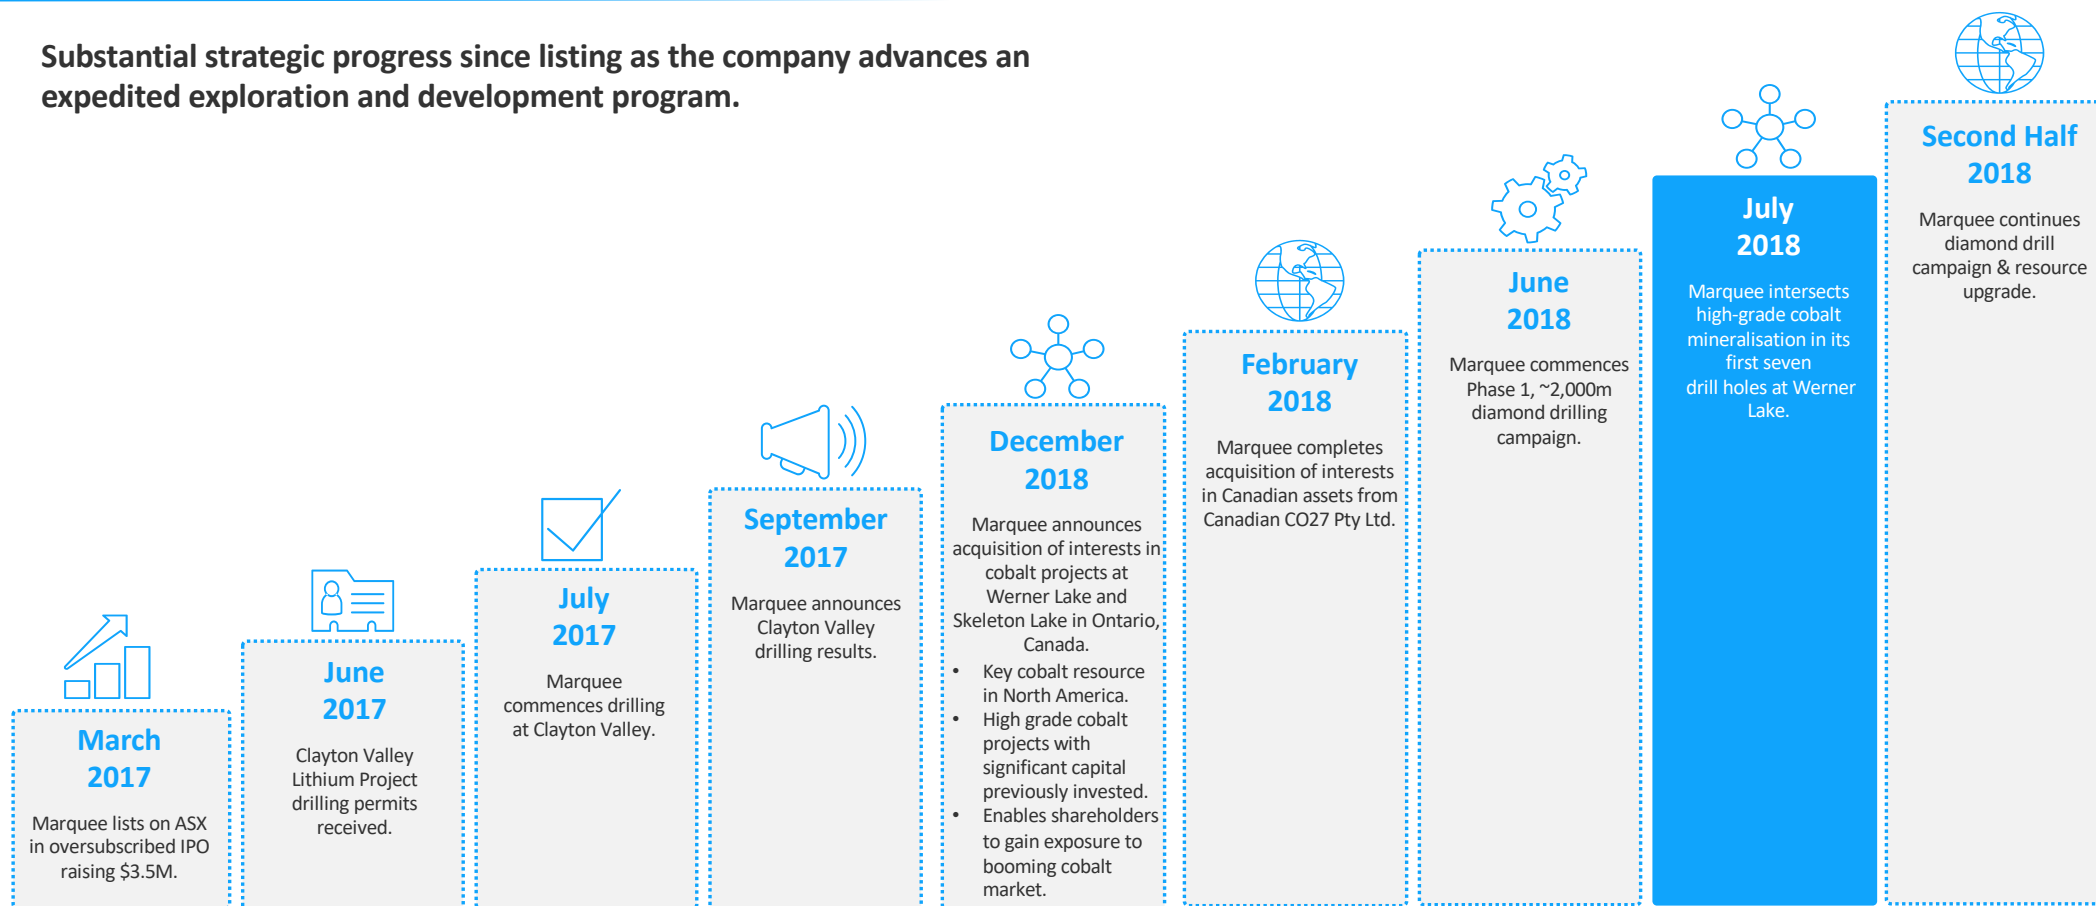 Substantial strategic progress since listing as the company advances an
expedited exploration and development program.
March
2017
Marquee lists on ASX
in oversubscribed IPO
raising $3.5M.
June
2017
Clayton Valley
Lithium Project
drilling permits
received.
July
2017
Marquee
commences drilling
at Clayton Valley.
September
2017
Marquee announces
Clayton Valley
drilling results.
December
2018
Marquee announces
acquisition of interests in
cobalt projects at
Werner Lake and
Skeleton Lake in Ontario,
Canada.
• Key cobalt resource
in North America.
• High grade cobalt
projects with
significant capital
previously invested.
• Enables shareholders
to gain exposure to
booming cobalt
market.
February
2018
Marquee completes
acquisition of interests
in Canadian assets from
Canadian CO27 Pty Ltd.
June
2018
Marquee commences
Phase 1, ~2,000m
diamond drilling
campaign.
July
2018
Marquee intersects
high-grade cobalt
mineralisation in its
first seven
drill holes at Werner
Lake.
Second Half
2018
Marquee continues
diamond drill
campaign & resource
upgrade.